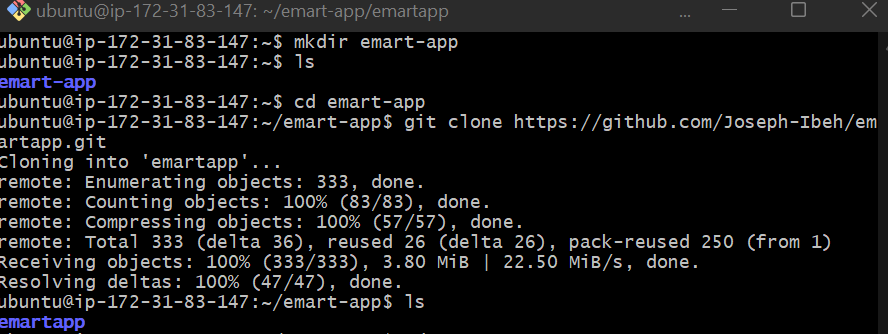 ubuntu@ip-172-31-83-147: ~/emart-app/emartapp
ubuntu@ip-172-31-83-147:~$ mkdir emart-app
ubuntu@ip-172-31-83-147:~$ ls
emart-app
ubuntu@ip-172-31-83-147:~$ cd emart-app
ubuntu@ip-172-31-83-147:~/emart-app$ git clone https://github.com/Joseph-Ibeh/em
artapp.git
Cloning into 'emartapp'...
remote: Enumerating objects: 333, done.
remote: Counting objects: 100% (83/83), done.
remote: Compressing objects: 100% (57/57), done.
remote: Total 333 (delta 36), reused 26 (delta 26), pack-reused 250 (from 1)
Receiving objects: 100% (333/333), 3.80 MiB | 22.50 MiB/s, done.
Resolving deltas: 100% (47/47), done.
ubuntu@ip-172-31-83-147:~/emart-app$ ls
emartapp